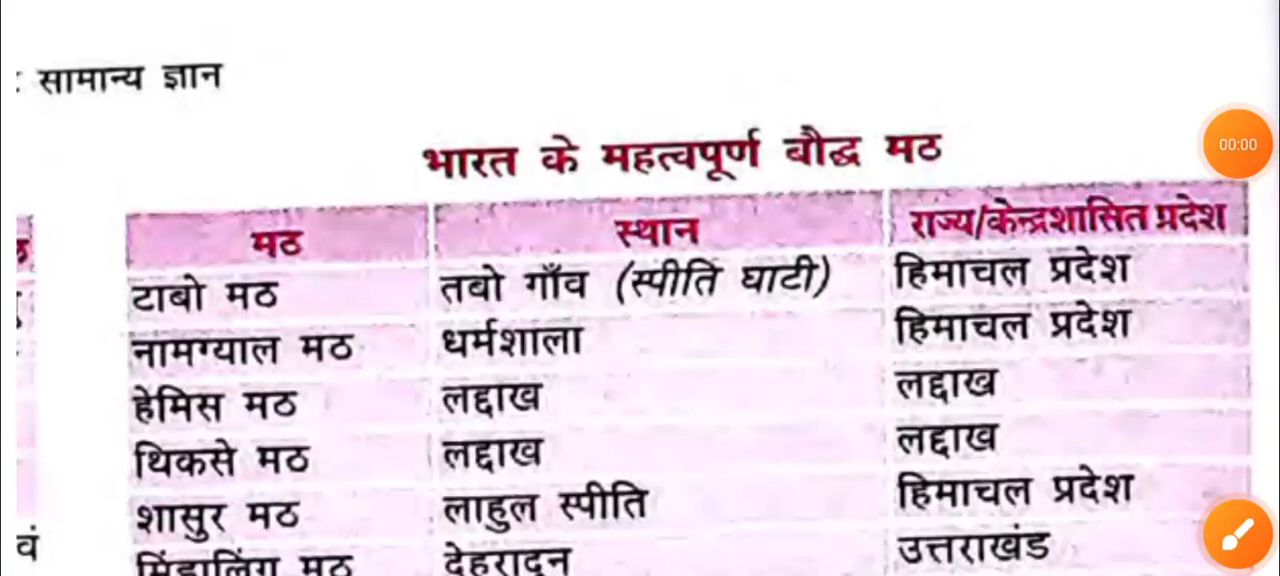 : सामान्य ज्ञान
00:00
भारत के महत्वपूर्ण बौद्ध मठ
मठ स्थान राज्य/केन्द्रशासित प्रदेश
टाबो मठ तबो गाँव (स्पीति घाटी) हिमाचल प्रदेश
नामग्याल मठ धर्मशाला हिमाचल प्रदेश
हेमिस मठ लद्दाख लद्दाख
थिकसे मठ लद्दाख लद्दाख
शासुर मठ लाहुल स्पीति हिमाचल प्रदेश
वं
मिंडालिंग मठ देहरादून उत्तराखंड